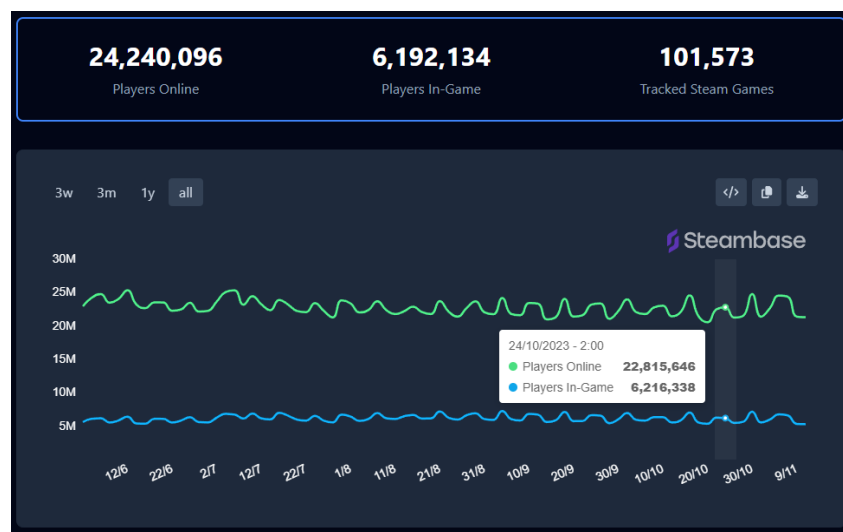 24,240,096 6,192,134 101,573
Players Online Players In-Game Tracked Steam Games
3w 3m 1y all </>
Steambase
30M
25M
20M
15M
10M
5M
24/10/2023 - 2:00
Players Online 22,815,646
Players In-Game 6,216,338
12/6 22/6 2/7 12/7 22/7 1/8 11/8 21/8 31/8 10/9 20/9 30/9 10/10 20/10 30/10 9/11